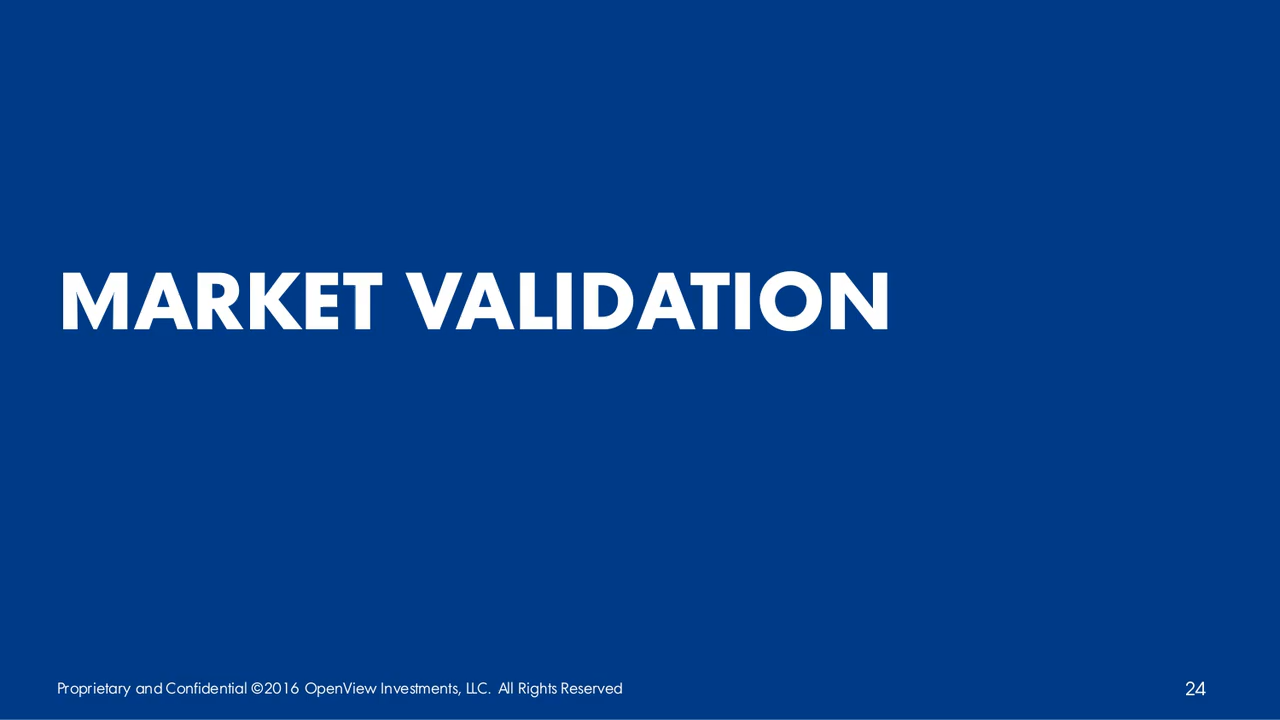 MARKET VALIDATION
Proprietary and Confidential ©2016 OpenView Investments, LLC. All Rights Reserved
24